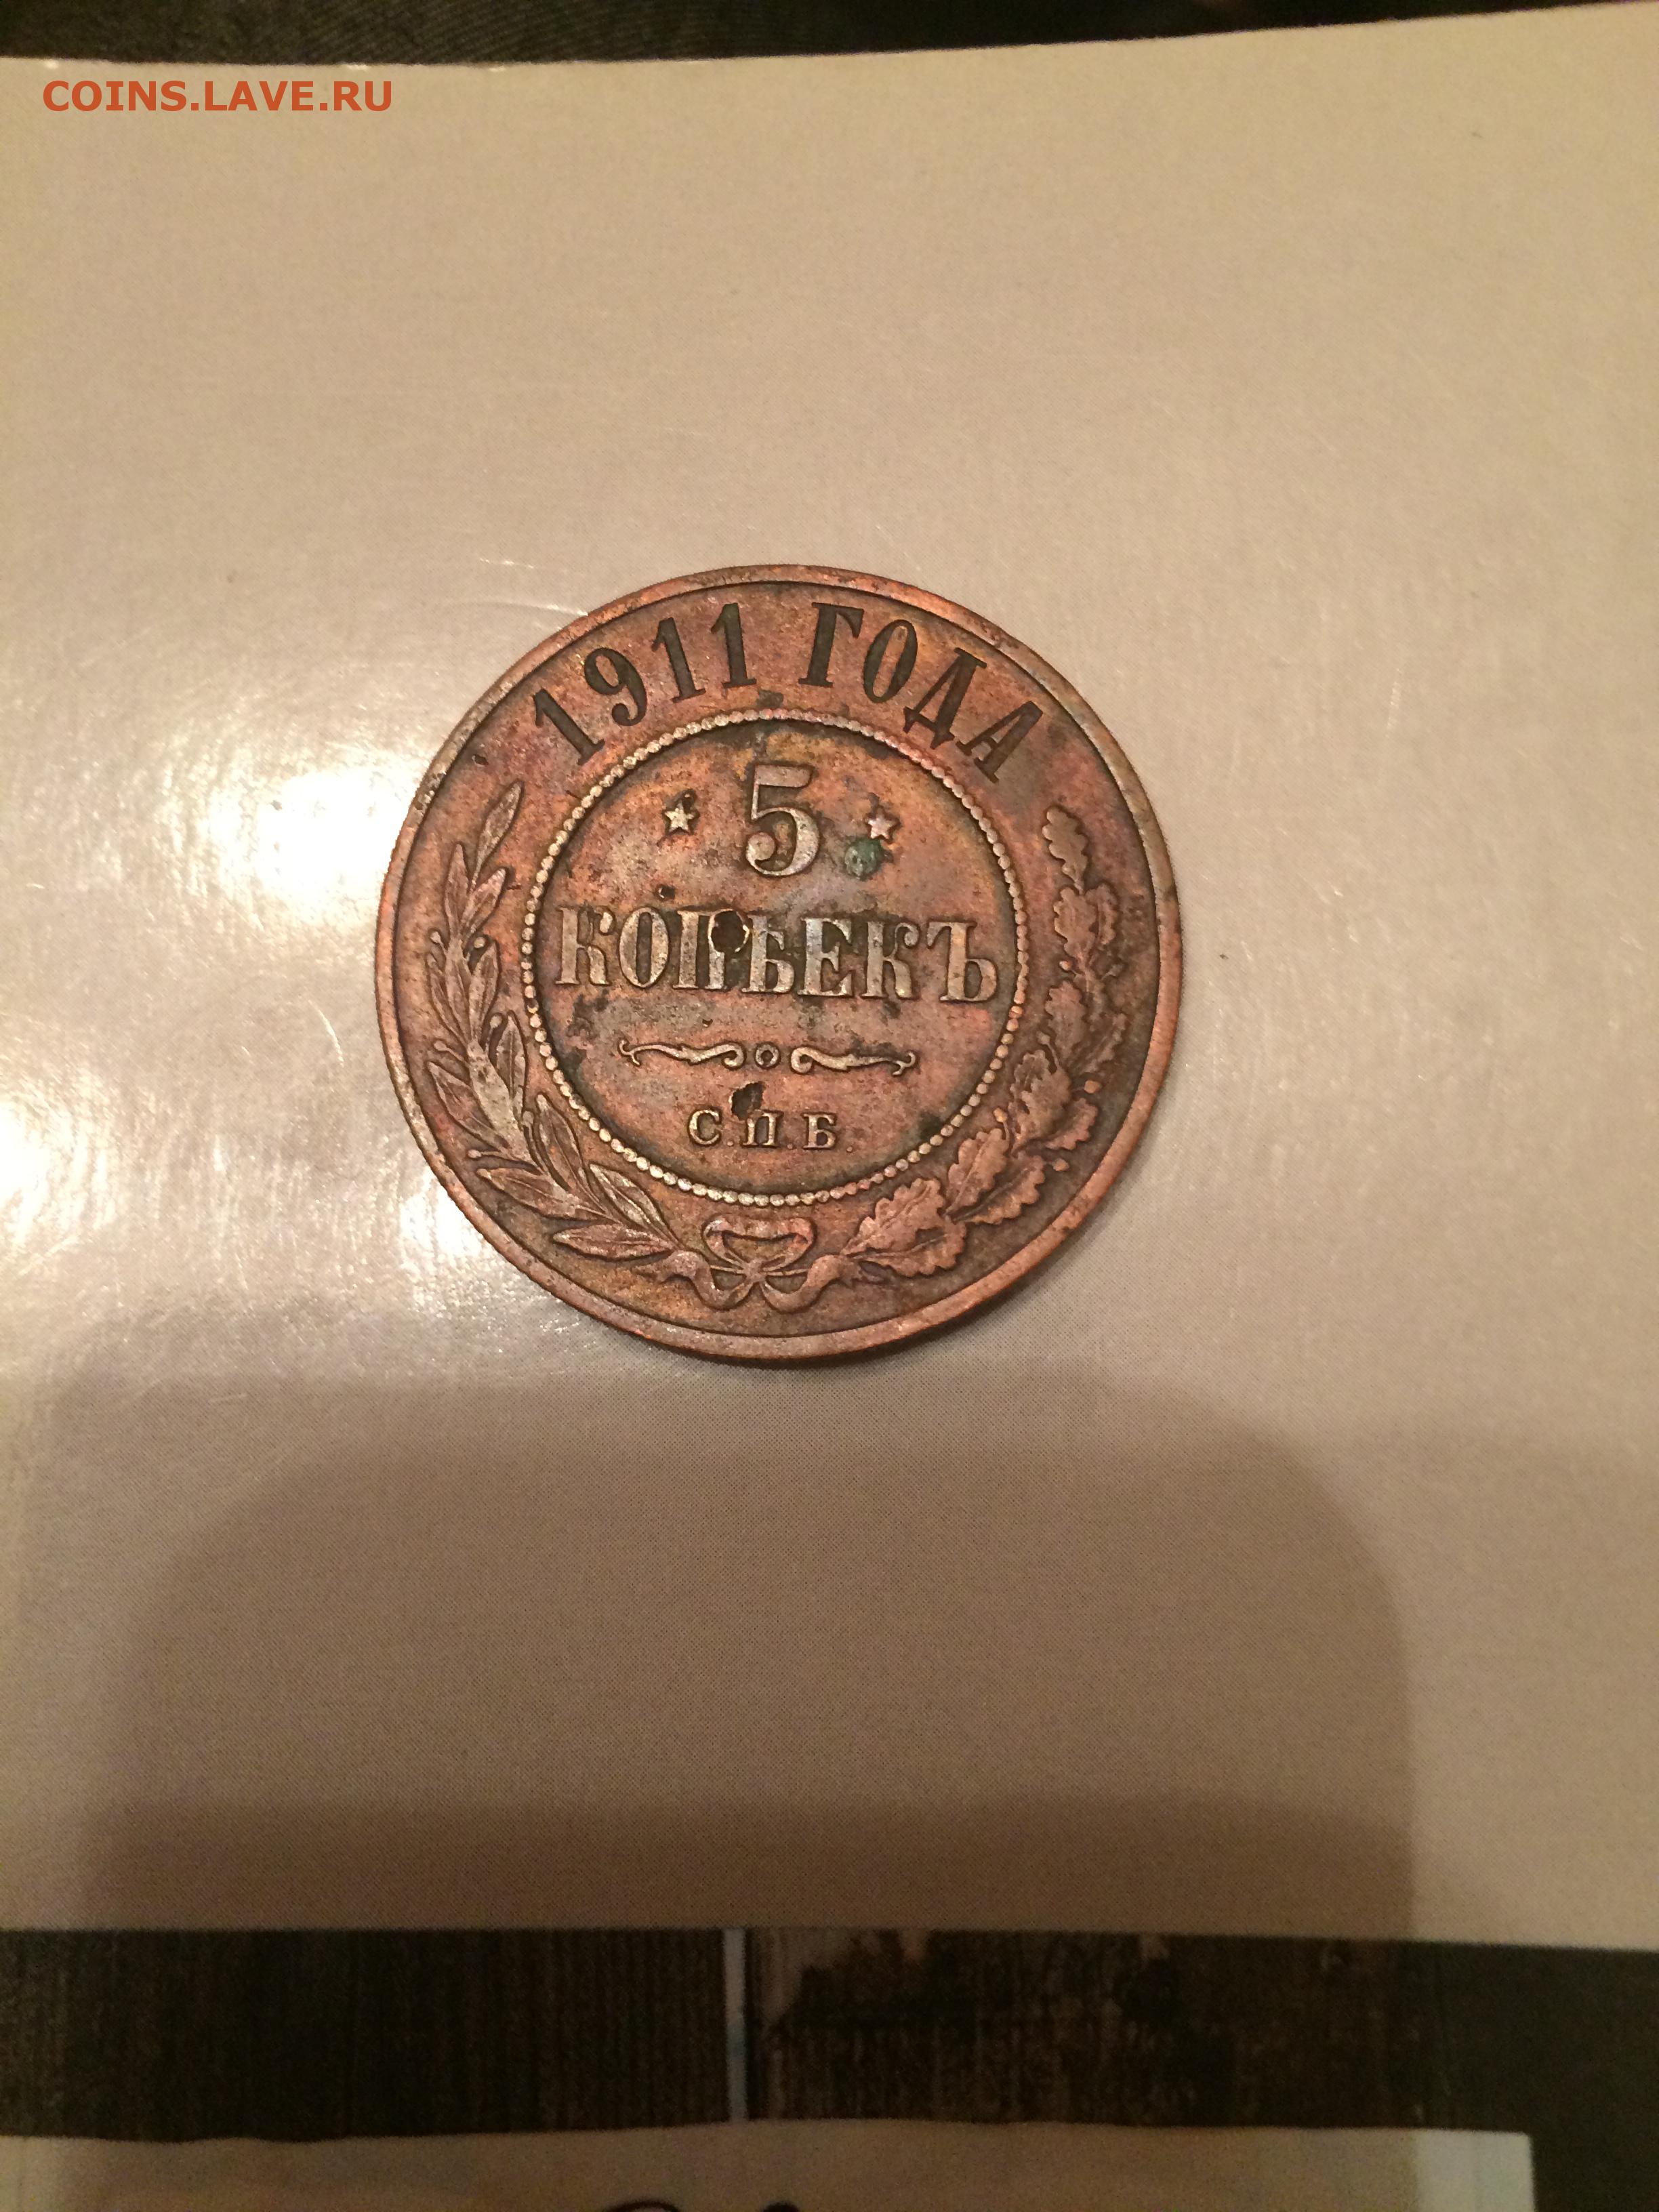 COINS.LAVE.RU
1911 ГОДА
5
КОПѢЕКЪ
С.П.Б.